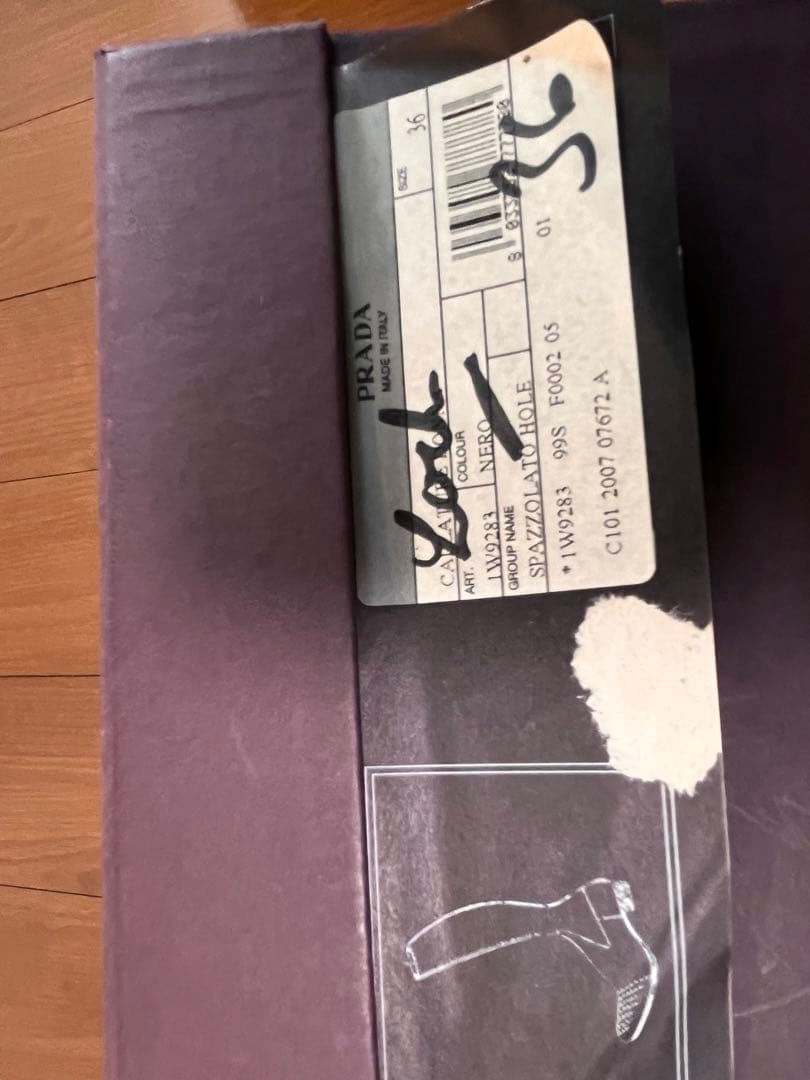 PRADA
MADE IN ITALY
SIZE
36
ART.
1W9283
COLOUR
NERO
GROUP NAME
SPAZZOLATO HOLE
*1W9283 99S F0002 05 01
C101 2007 07672 A
36